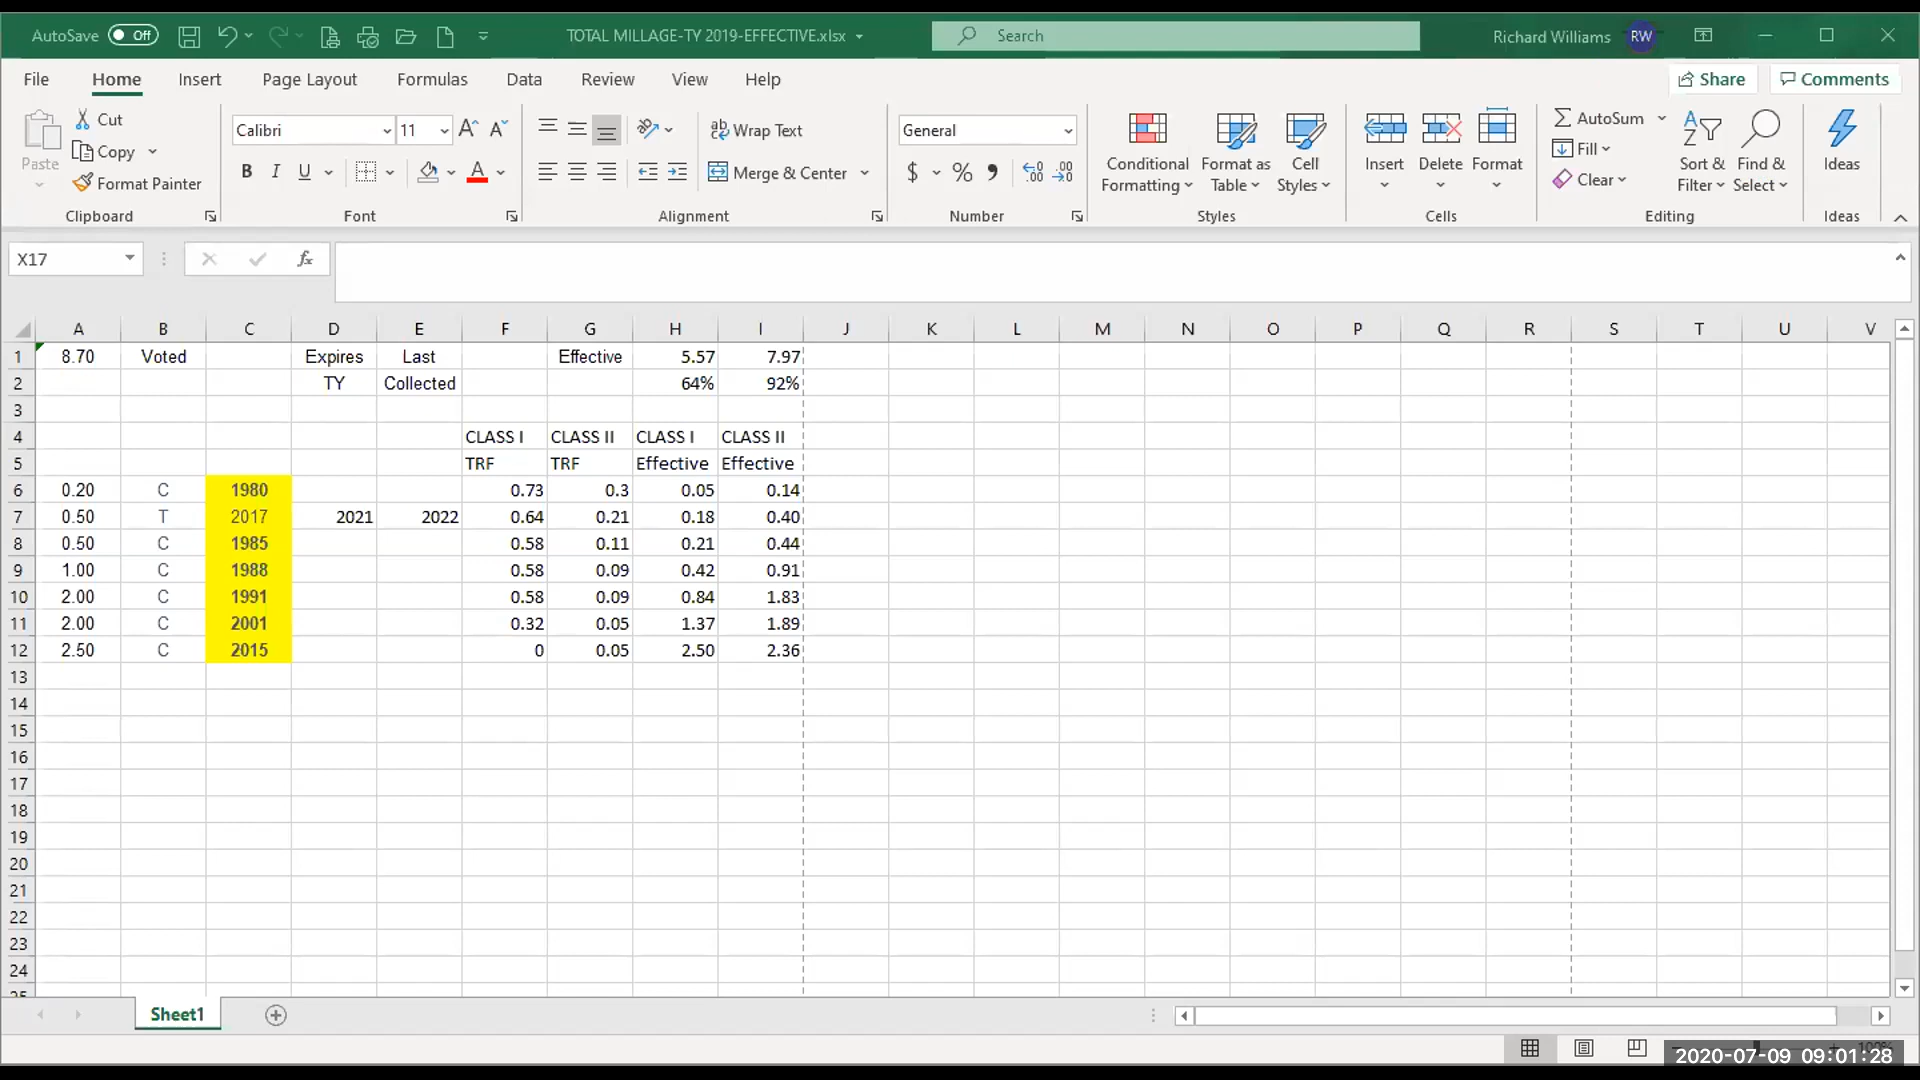 AutoSave Off TOTAL MILLAGE-TY 2019-EFFECTIVE.xlsx Search Richard Williams RW
File Home Insert Page Layout Formulas Data Review View Help Share Comments
Paste Cut Copy Format Painter
Calibri 11
B I U A
Wrap Text
Merge & Center
General
$ %
Conditional Formatting
Format as Table
Cell Styles
Insert Delete Format
AutoSum
Fill
Clear
Sort & Filter
Find & Select
Ideas
Clipboard Font Alignment Number Styles Cells Editing Ideas
X17 fx
A B C D E F G H I J K L M N O P Q R S T U V
1 8.70 Voted Expires Last Effective 5.57 7.97
2 TY Collected 64% 92%
3
4 CLASS I CLASS II CLASS I CLASS II
5 TRF TRF Effective Effective
6 0.20 C 1980 0.73 0.3 0.05 0.14
7 0.50 T 2017 2021 2022 0.64 0.21 0.18 0.40
8 0.50 C 1985 0.58 0.11 0.21 0.44
9 1.00 C 1988 0.58 0.09 0.42 0.91
10 2.00 C 1991 0.58 0.09 0.84 1.83
11 2.00 C 2001 0.32 0.05 1.37 1.89
12 2.50 C 2015 0 0.05 2.50 2.36
13
14
15
16
17
18
19
20
21
22
23
24
Sheet1
2020-07-09 09:01:28